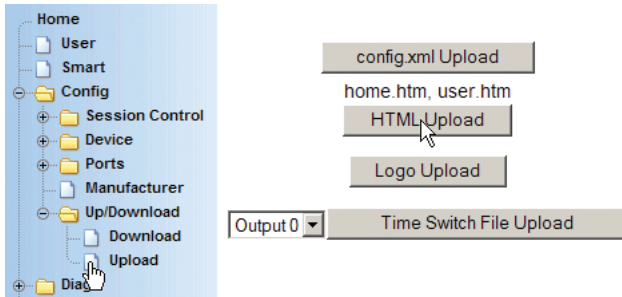 Home
User
Smart
Config
Session Control
Device
Ports
Manufacturer
Up/Download
Download
Upload
config.xml Upload
home.htm, user.htm
HTML Upload
Logo Upload
Output 0
Time Switch File Upload